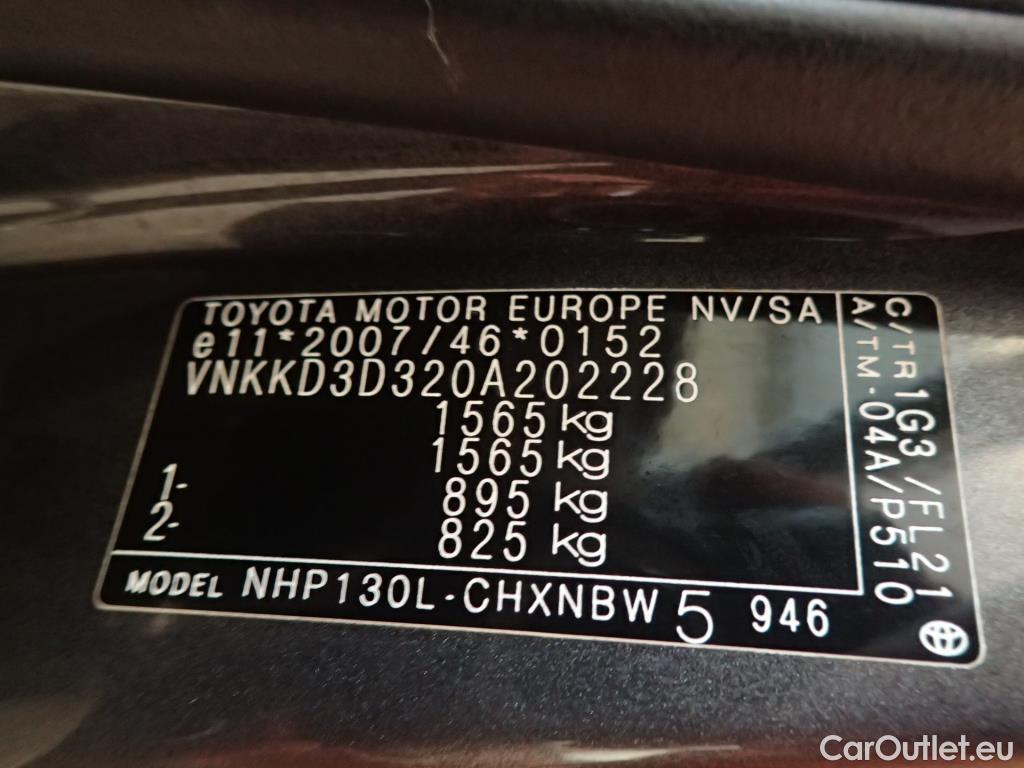 TOYOTA MOTOR EUROPE NV/SA
e11*2007/46*0152
VNKKD3D320A202228
1565 kg
1565 kg
1- 895 kg
2- 825 kg
MODEL NHP130L-CHXNBW 5 946
C/TR 1G3/FL21
A/TM-04A/P510
CarOutlet.eu